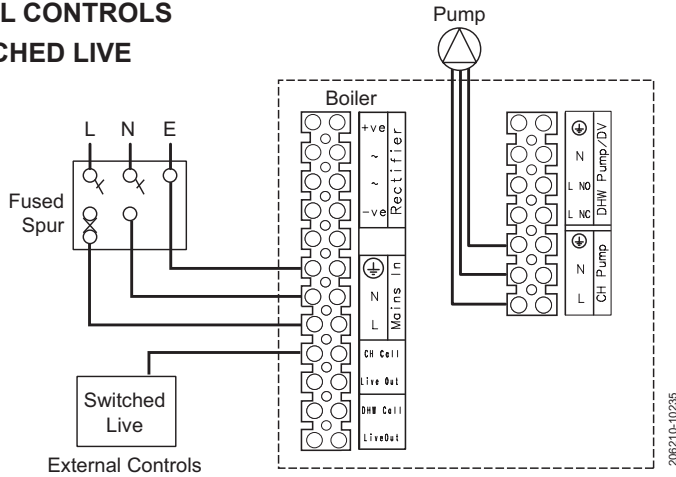 L CONTROLS
CHED LIVE
Pump
Boiler
L N E
Fused
Spur
+ve
~
~
-ve
Rectifier
N
L
Mains In
CH Call
Live Out
DHW Call
LiveOut
N
L NO
L NC
DHW Pump/DV
N
L
CH Pump
Switched
Live
External Controls
206210-10235